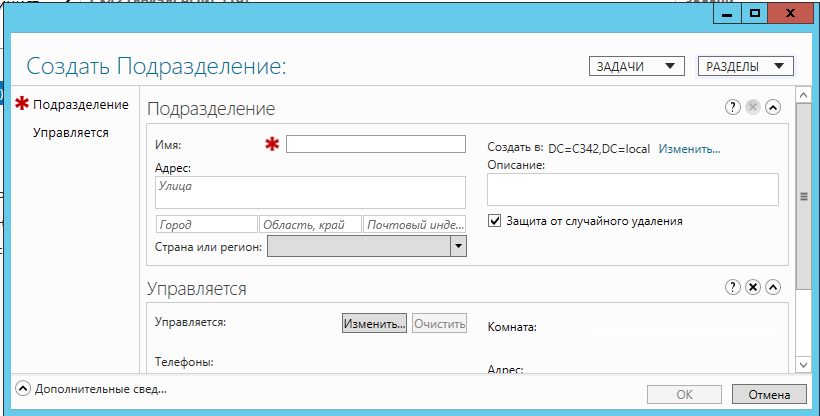 Создать Подразделение:
ЗАДАЧИ
РАЗДЕЛЫ
Подразделение
Управляется
Подразделение
Имя:
Создать в: DC=C342,DC=local Изменить...
Адрес:
Описание:
Улица
Город
Область, край
Почтовый инде...
Защита от случайного удаления
Страна или регион:
Управляется
Управляется:
Изменить...
Очистить
Комната:
Телефоны:
Адрес:
Дополнительные свед...
ОК
Отмена